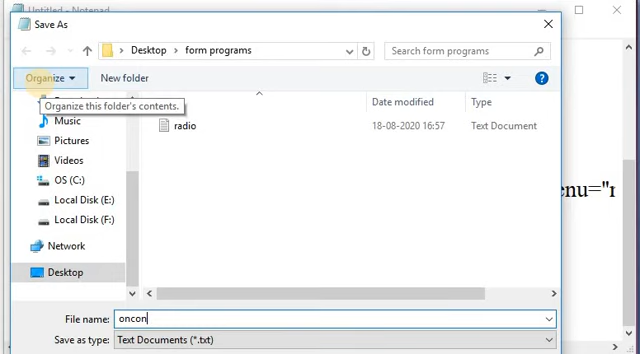 Untitled - Notepad
Save As
Desktop > form programs
Search form programs
Organize
New folder
Organize this folder's contents.
Date modified
Type
Music
radio
18-08-2020 16:57
Text Document
Pictures
Videos
OS (C:)
Local Disk (E:)
Local Disk (F:)
enu="r
Network
Desktop
File name:
oncon
Save as type:
Text Documents (*.txt)